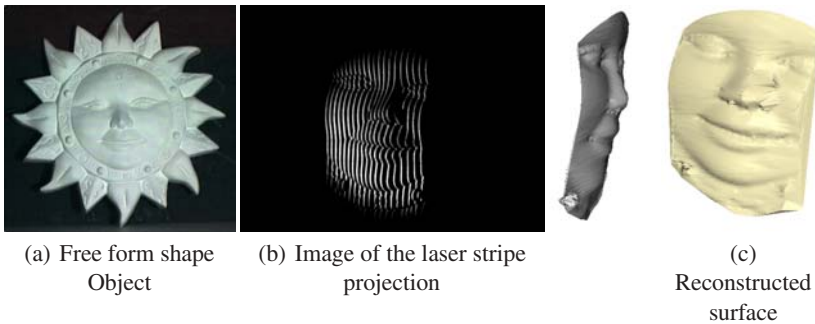 (a) Free form shape
Object
(b) Image of the laser stripe
projection
(c)
Reconstructed
surface